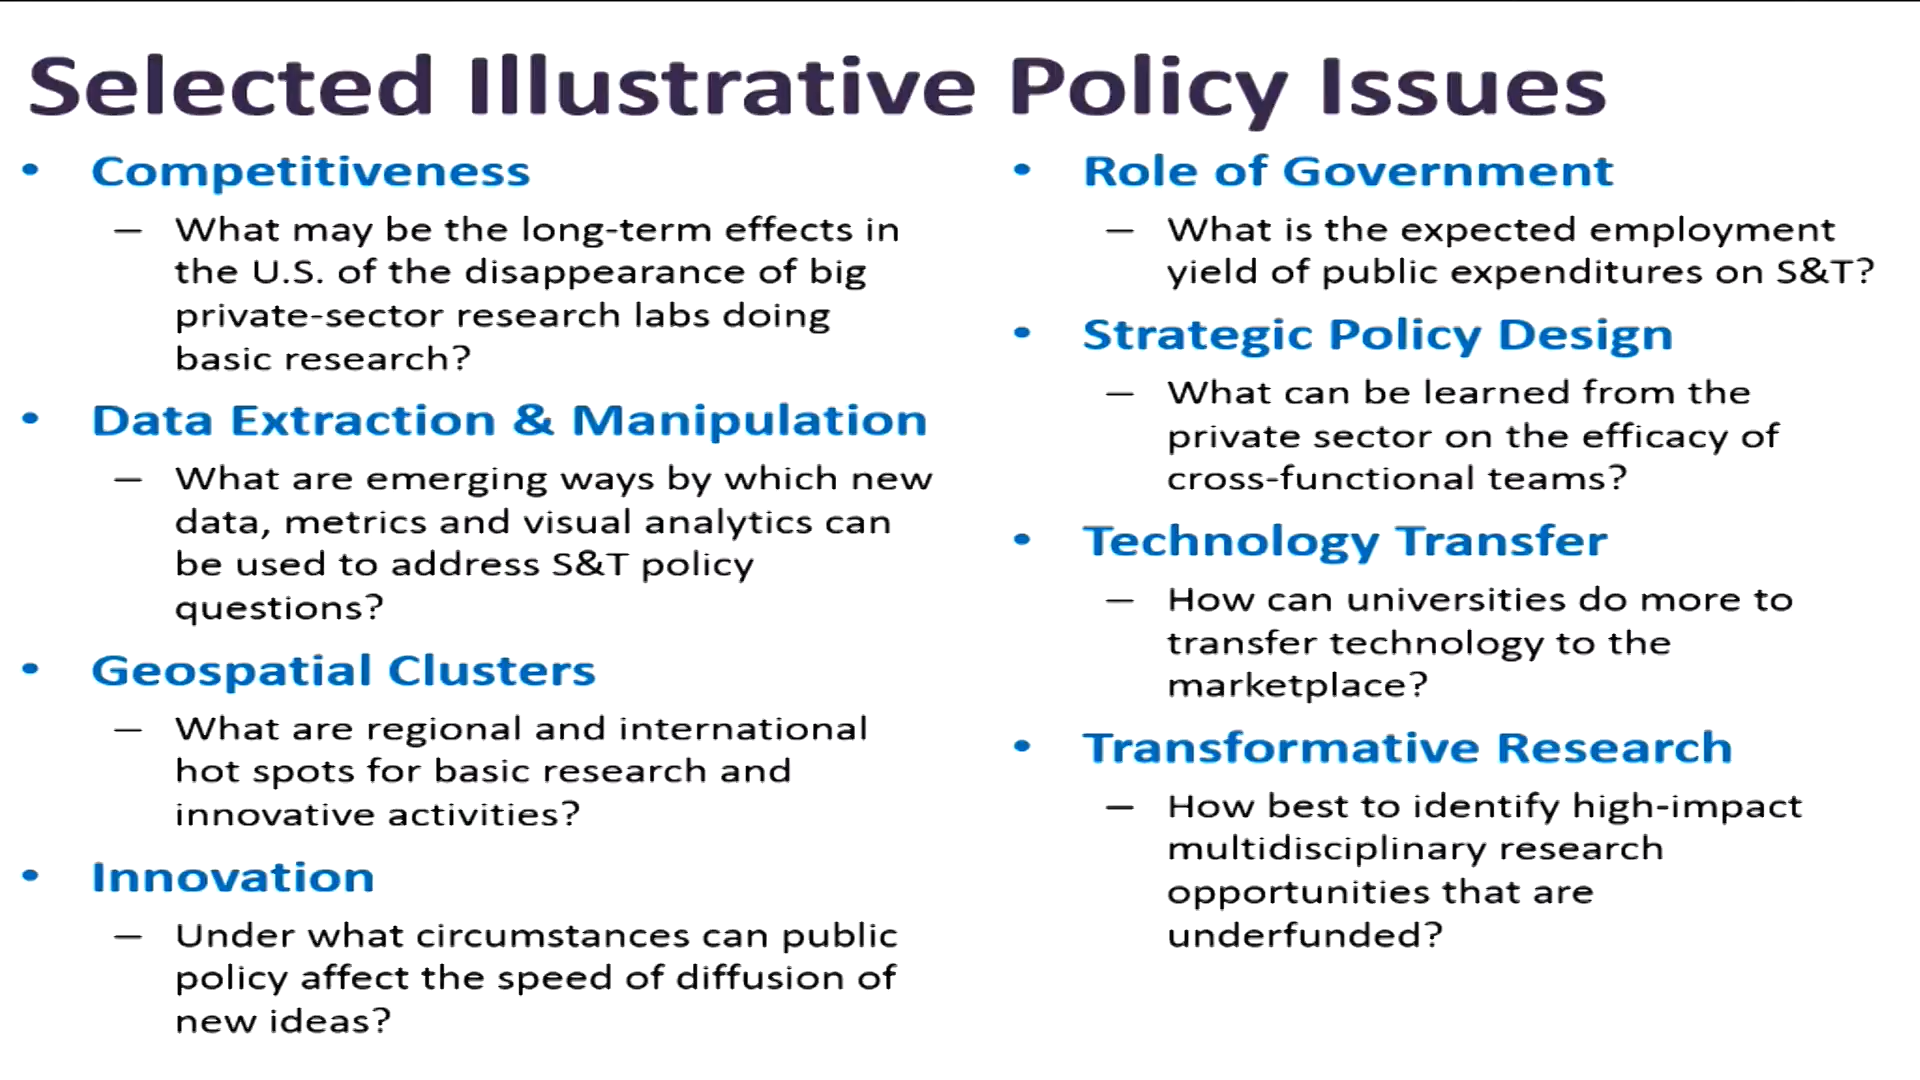 Selected Illustrative Policy Issues
• Competitiveness
– What may be the long-term effects in
the U.S. of the disappearance of big
private-sector research labs doing
basic research?
• Data Extraction & Manipulation
– What are emerging ways by which new
data, metrics and visual analytics can
be used to address S&T policy
questions?
• Geospatial Clusters
– What are regional and international
hot spots for basic research and
innovative activities?
• Innovation
– Under what circumstances can public
policy affect the speed of diffusion of
new ideas?
• Role of Government
– What is the expected employment
yield of public expenditures on S&T?
• Strategic Policy Design
– What can be learned from the
private sector on the efficacy of
cross-functional teams?
• Technology Transfer
– How can universities do more to
transfer technology to the
marketplace?
• Transformative Research
– How best to identify high-impact
multidisciplinary research
opportunities that are
underfunded?